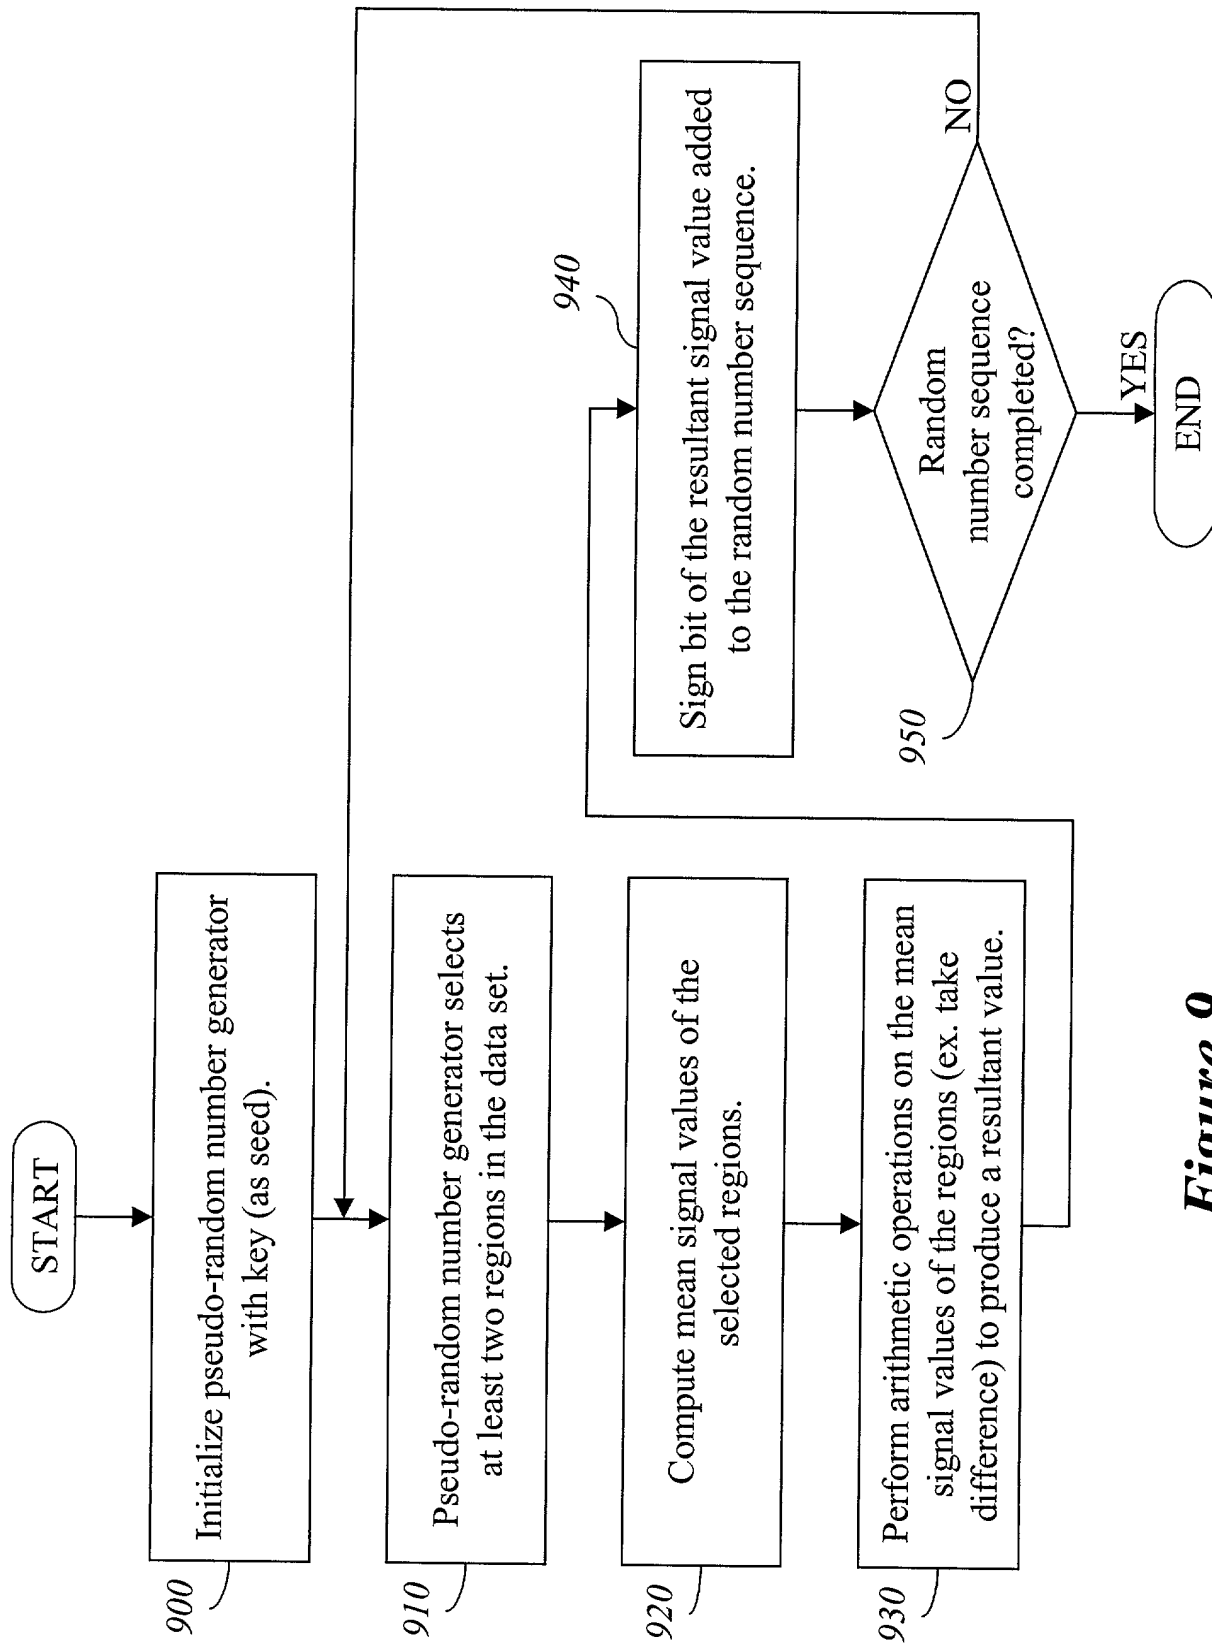 START
900
Initialize pseudo-random number generator
with key (as seed).
910
Pseudo-random number generator selects
at least two regions in the data set.
920
Compute mean signal values of the
selected regions.
930
Perform arithmetic operations on the mean
signal values of the regions (ex. take
difference) to produce a resultant value.
940
Sign bit of the resultant signal value added
to the random number sequence.
950
Random
number sequence
completed?
NO
YES
END
Figure 9